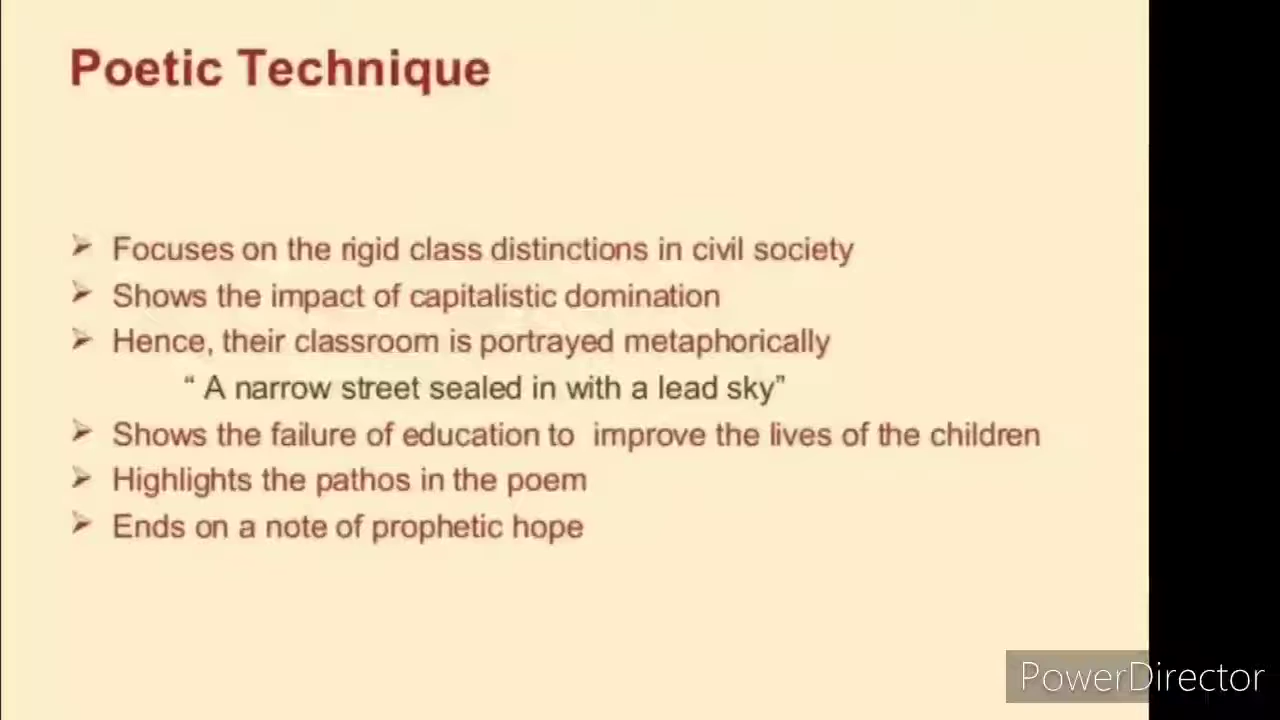 Poetic Technique
➢ Focuses on the rigid class distinctions in civil society
➢ Shows the impact of capitalistic domination
➢ Hence, their classroom is portrayed metaphorically
“ A narrow street sealed in with a lead sky”
➢ Shows the failure of education to improve the lives of the children
➢ Highlights the pathos in the poem
➢ Ends on a note of prophetic hope
PowerDirector